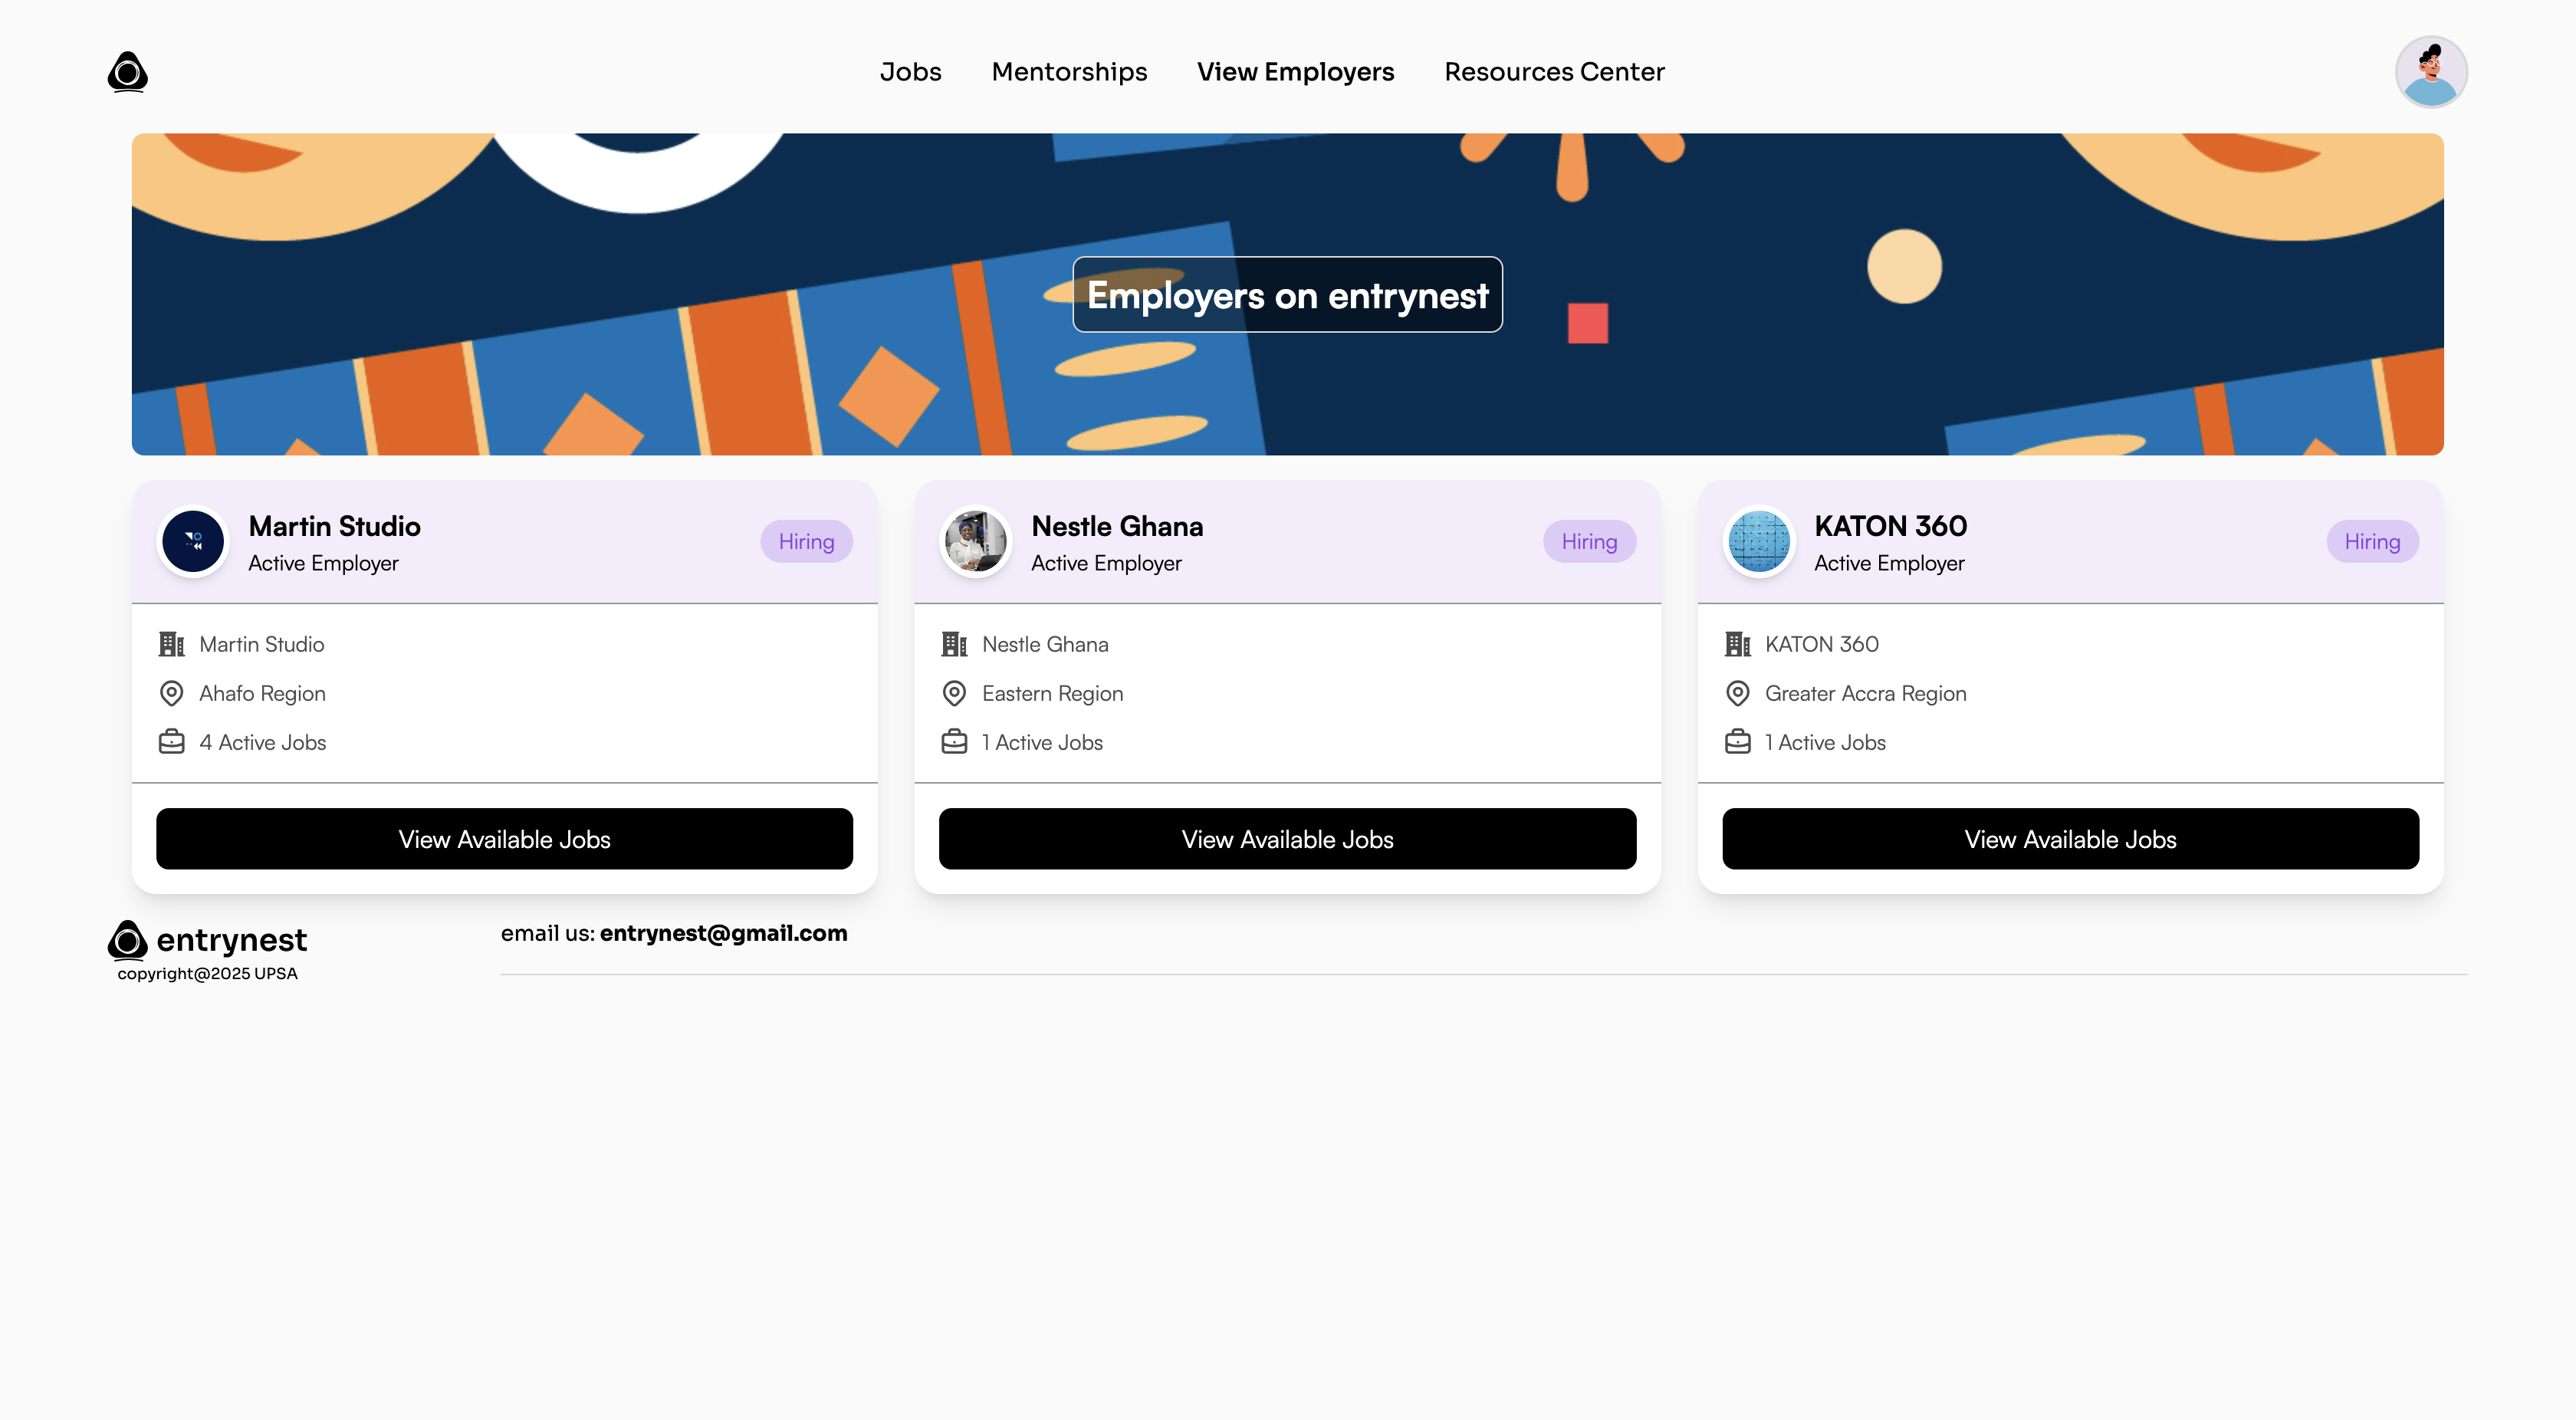 Jobs Mentorships View Employers Resources Center
Employers on entrynest
Martin Studio
Active Employer
Hiring
Martin Studio
Ahafo Region
4 Active Jobs
View Available Jobs
Nestle Ghana
Active Employer
Hiring
Nestle Ghana
Eastern Region
1 Active Jobs
View Available Jobs
KATON 360
Active Employer
Hiring
KATON 360
Greater Accra Region
1 Active Jobs
View Available Jobs
entrynest
copyright@2025 UPSA
email us: entrynest@gmail.com